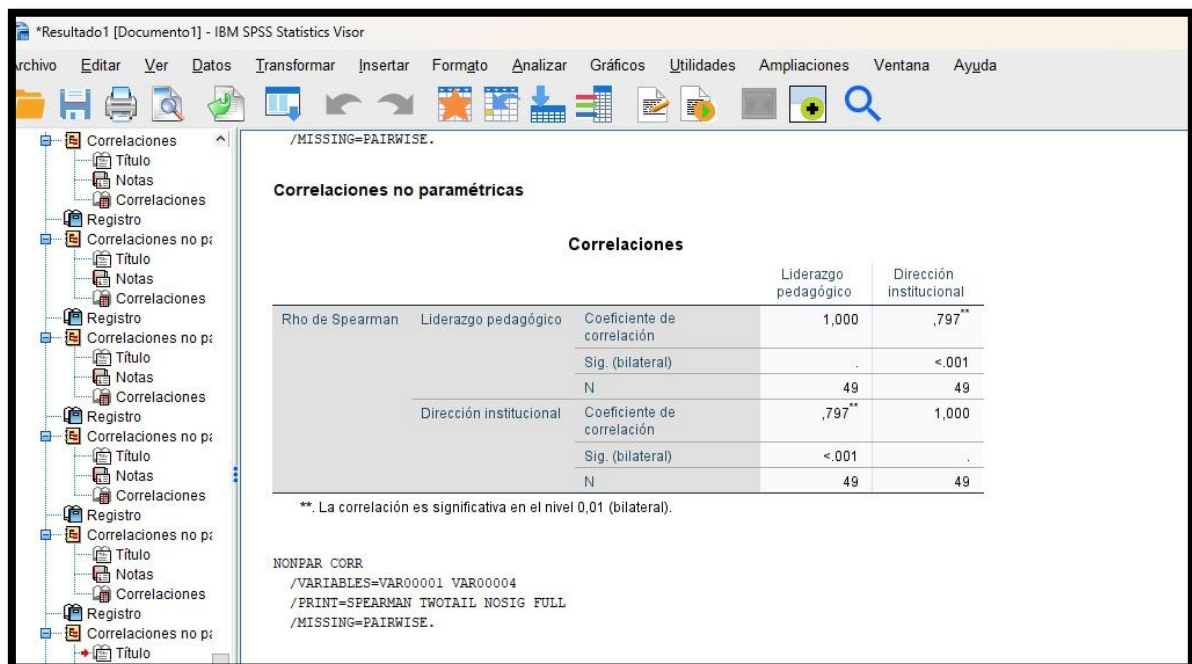 *Resultado1 [Documento1] - IBM SPSS Statistics Visor
Archivo Editar Ver Datos Transformar Insertar Formato Analizar Gráficos Utilidades Ampliaciones Ventana Ayuda
Correlaciones
Título
Notas
Correlaciones
Registro
Correlaciones no pa
Título
Notas
Correlaciones
Registro
Correlaciones no pa
Título
Notas
Correlaciones
Registro
Correlaciones no pa
Título
Notas
Correlaciones
Registro
Correlaciones no pa
Título
Notas
Correlaciones
Registro
Correlaciones no pa
Título
/MISSING=PAIRWISE.
Correlaciones no paramétricas
Correlaciones
Liderazgo pedagógico Dirección institucional
Rho de Spearman Liderazgo pedagógico Coeficiente de correlación 1,000 ,797**
Sig. (bilateral) . <.001
N 49 49
Dirección institucional Coeficiente de correlación ,797** 1,000
Sig. (bilateral) <.001 .
N 49 49
**. La correlación es significativa en el nivel 0,01 (bilateral).
NONPAR CORR
/VARIABLES=VAR00001 VAR00004
/PRINT=SPEARMAN TWOTAIL NOSIG FULL
/MISSING=PAIRWISE.